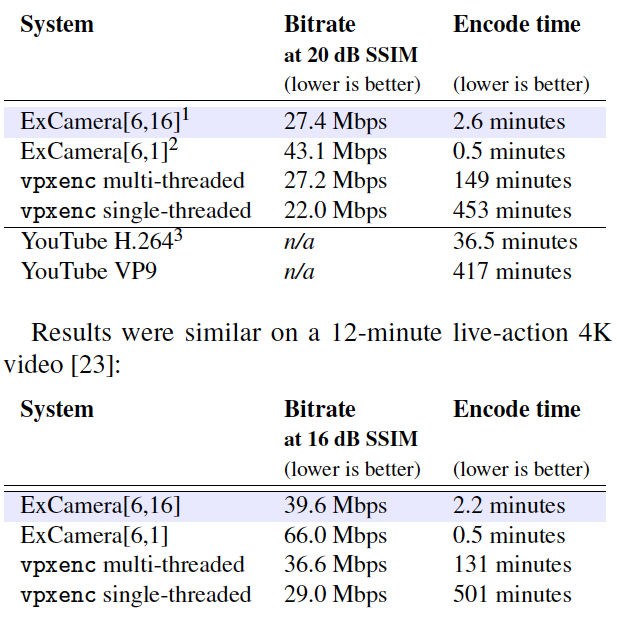 System Bitrate Encode time
at 20 dB SSIM
(lower is better) (lower is better)
ExCamera[6,16]¹ 27.4 Mbps 2.6 minutes
ExCamera[6,1]² 43.1 Mbps 0.5 minutes
vpxenc multi-threaded 27.2 Mbps 149 minutes
vpxenc single-threaded 22.0 Mbps 453 minutes
YouTube H.264³ n/a 36.5 minutes
YouTube VP9 n/a 417 minutes
Results were similar on a 12-minute live-action 4K
video [23]:
System Bitrate Encode time
at 16 dB SSIM
(lower is better) (lower is better)
ExCamera[6,16] 39.6 Mbps 2.2 minutes
ExCamera[6,1] 66.0 Mbps 0.5 minutes
vpxenc multi-threaded 36.6 Mbps 131 minutes
vpxenc single-threaded 29.0 Mbps 501 minutes